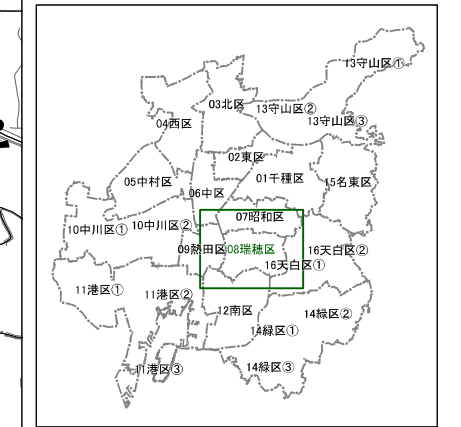 13守山区①
03北区
13守山区②
04西区
13守山区③
02東区
05中村区
01千種区
15名東区
06中区
07昭和区
10中川区①
10中川区②
09熱田区
08瑞穂区
16天白区②
16天白区①
11港区①
11港区②
12南区
14緑区②
14緑区①
11港区③
14緑区③